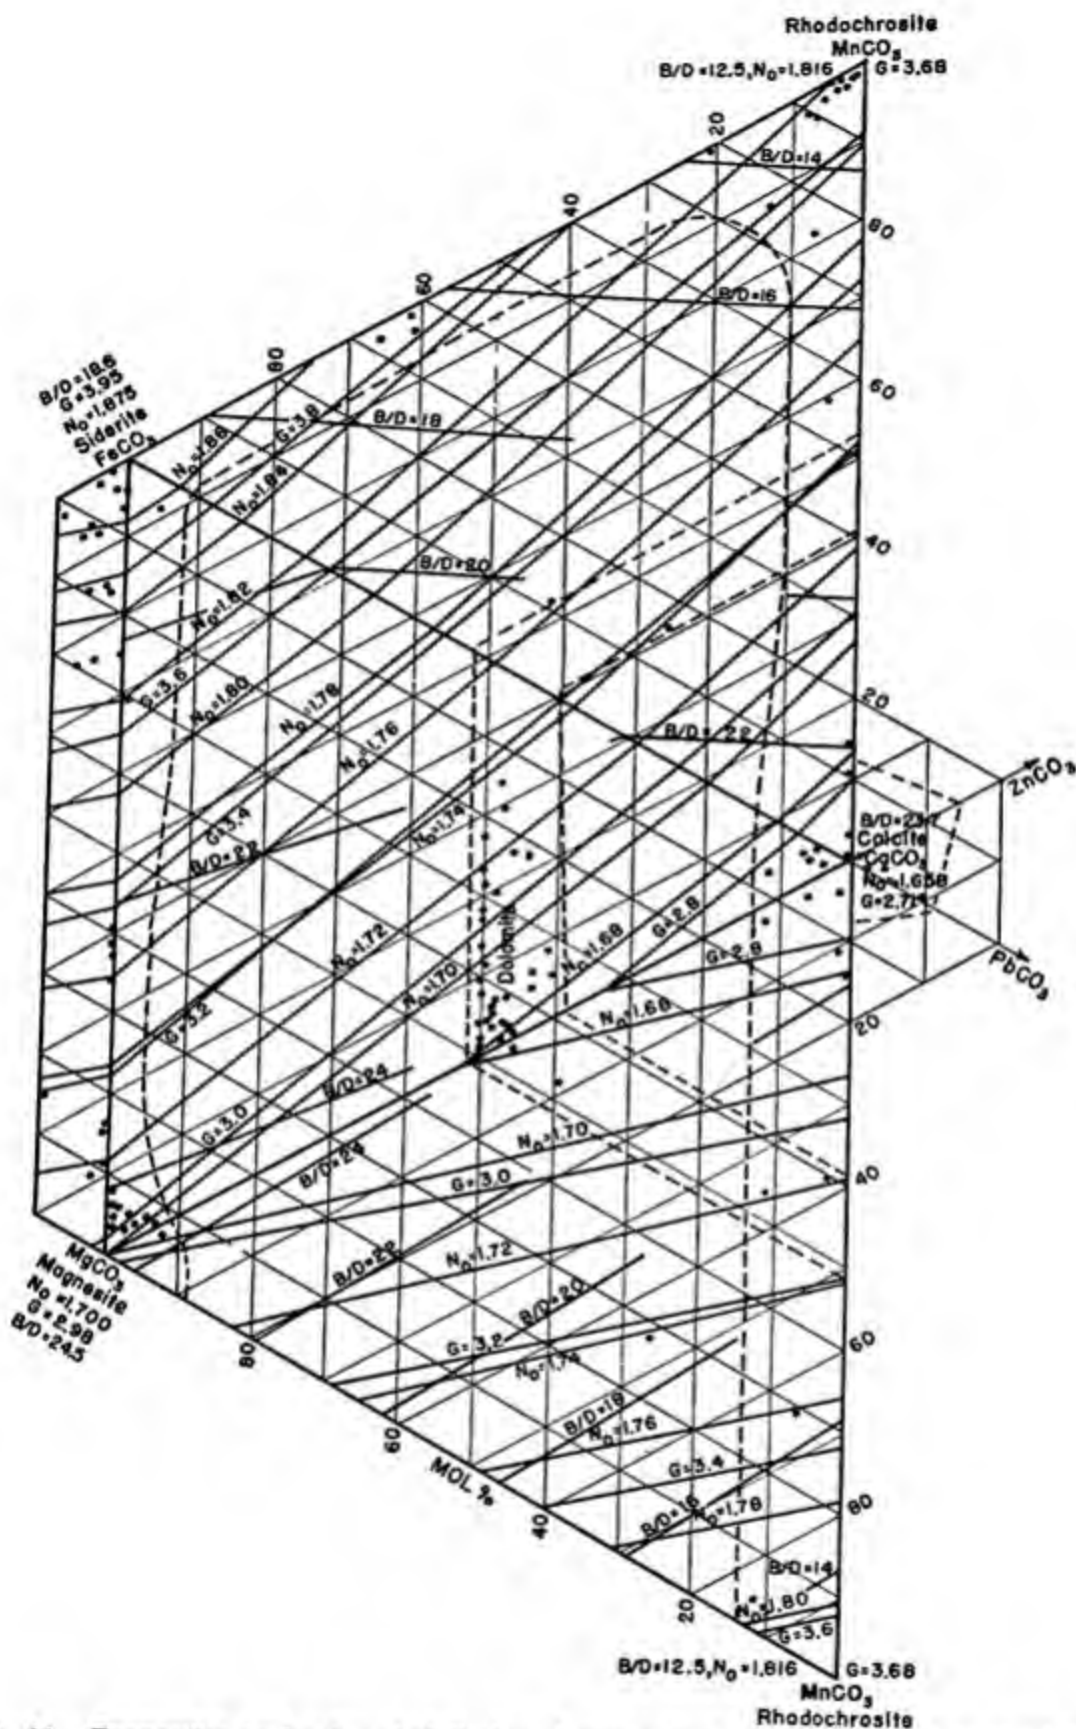 Rhodochrosite
MnCO₃
B/D=12.5, N₀=1.816
G=3.68
20
B/D=14
40
80
60
B/D=16
80
B/D=18.6
G=3.95
N₀=1.875
Siderite
FeCO₃
G=3.8
B/D=18
60
N₀=1.86
N₀=1.84
40
B/D=20
N₀=1.82
G=3.6
N₀=1.80
N₀=1.78
N₀=1.76
20
B/D=22
ZnCO₃
G=3.4
B/D=22
N₀=1.74
B/D=23.7
Calcite
CaCO₃
N₀=1.658
G=2.71
N₀=1.72
Dolomite
N₀=1.68
G=2.8
G=2.8
PbCO₃
N₀=1.70
G=3.2
N₀=1.68
20
B/D=24
G=3.0
N₀=1.70
B/D=24
G=3.0
40
MgCO₃
Magnesite
N₀=1.700
G=2.98
B/D=24.5
B/D=22
N₀=1.72
B/D=20
80
G=3.2
N₀=1.74
60
B/D=18
N₀=1.76
60
MOL %
G=3.4
B/D=16
N₀=1.78
80
40
B/D=14
20
N₀=1.80
G=3.6
B/D=12.5, N₀=1.816
G=3.68
MnCO₃
Rhodochrosite